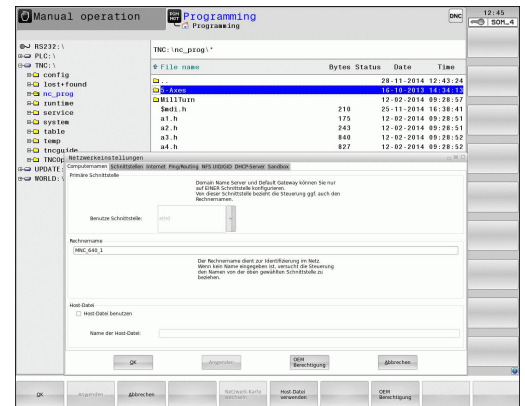 Manual operation
PGM NOT
Programming
Programming
DNC
12:45
SOM_4
RS232:\
PLC:\
TNC:\
config
lost+found
nc_prog
runtime
service
system
table
temp
tncguide
TNCOp
UPDATE:
WORLD:\
TNC:\nc_prog\*
File name Bytes Status Date Time
.. 28-11-2014 12:43:24
5-Axes 16-10-2013 14:34:13
MillTurn 12-02-2014 09:28:57
$mdi.h 210 25-11-2014 16:38:41
a1.h 175 12-02-2014 09:28:51
a2.h 243 12-02-2014 09:28:51
a3.h 840 12-02-2014 09:28:52
a4.h 827 12-02-2014 09:28:52
Netzwerkeinstellungen
Computernamen Schnittstellen Internet Ping/Routing NFS UID/GID DHCP-Server Sandbox
Primäre Schnittstelle
Domain Name Server und Default Gateway können Sie nur
auf EINER Schnittstelle konfigurieren.
Von dieser Schnittstelle bezieht die Steuerung ggf. auch den
Rechnernamen.
Benutze Schnittstelle: eth0
Rechnername
MNC_640_1
Der Rechnername dient zur Identifizierung im Netz.
Wenn kein Name eingegeben ist, versucht die Steuerung
den Namen von der oben gewählten Schnittstelle zu
beziehen.
Host-Datei
Host-Datei benutzen
Name der Host-Datei:
OK Anwenden OEM Berechtigung Abbrechen
OK Anwenden Abbrechen Netzwerk-Karte wechseln Host-Datei verwenden OEM Berechtigung